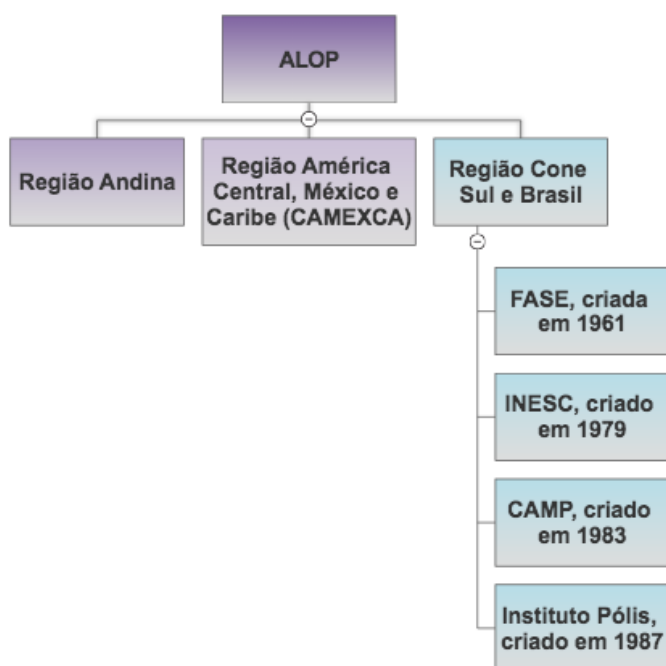 ALOP
Região Andina
Região América
Central, México e
Caribe (CAMEXCA)
Região Cone
Sul e Brasil
FASE, criada
em 1961
INESC, criado
em 1979
CAMP, criado
em 1983
Instituto Pólis,
criado em 1987